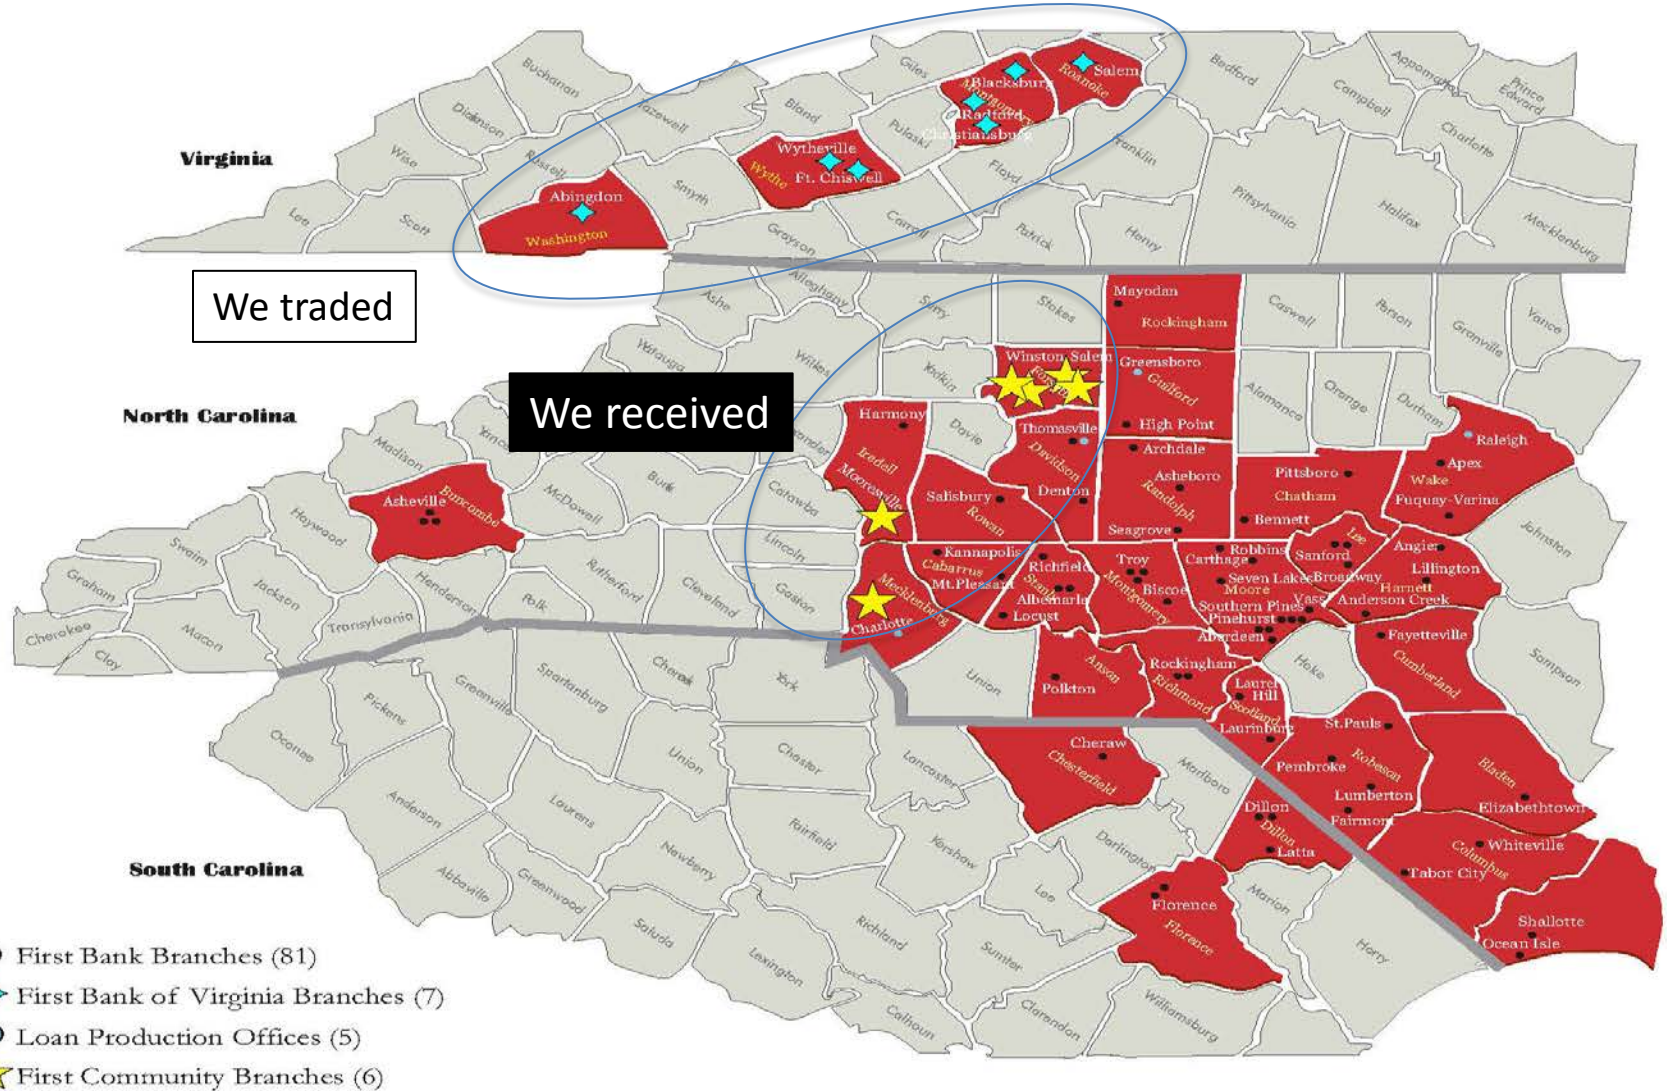 Virginia
Buchanan
Dickinson
Wise
Lee
Scott
Russell
Tazewell
Abingdon
Washington
Smyth
Bland
Wytheville
Wythe
Ft. Chiswell
Giles
Pulaski
Blacksburg
Montgomery
Radford
Christiansburg
Roanoke
Salem
Floyd
Carroll
Grayson
Patrick
Franklin
Henry
Bedford
Campbell
Appomattox
Prince
Edward
Charlotte
Pittsylvania
Halifax
Mecklenburg
We traded
North Carolina
Ashe
Alleghany
Surry
Stokes
Mayodan
Rockingham
Caswell
Person
Granville
Vance
Watauga
Wilkes
Yadkin
Winston Salem
Greensboro
Guilford
High Point
Alamance
Orange
Durham
We received
Harmony
Iredell
Mooresville
Davie
Thomasville
Davidson
Denton
Archdale
Asheboro
Randolph
Seagrove
Pittsboro
Chatham
Bennett
Raleigh
Apex
Wake
Fuquay-Varina
Johnston
Madison
Asheville
Buncombe
McDowell
Burk
Catawba
Lincoln
Gaston
Salisbury
Rowan
Haywood
Swaim
Graham
Cherokee
Clay
Macon
Jackson
Transylvania
Henderson
Polk
Rutherford
Cleveland
Mecklenburg
Charlotte
Kannapolis
Cabarrus
Mt.Pleasant
Richfield
Albemarle
Locust
Troy
Montgomery
Biscoe
Robbins
Carthage
Seven Lakes
Moore
Southern Pines
Pinehurst
Aberdeen
Vass
Sanford
Lee
Broadway
Angier
Lillington
Harnett
Anderson Creek
Fayetteville
Cumberland
Sampson
Hoke
Union
Anson
Polkton
Rockingham
Richmond
Laurel
Hill
Scotland
Laurinburg
St.Pauls
Pembroke
Robeson
Lumberton
Fairmont
Bladen
Elizabethtown
Whiteville
Columbus
Tabor City
Shallotte
Ocean Isle
South Carolina
Oconee
Pickens
Greenville
Spartanburg
Cherok
York
Union
Chester
Lancaster
Cheraw
Chesterfield
Marlboro
Dillon
Dillon
Latta
Anderson
Laurens
Fairfield
Kershaw
Darlington
Florence
Florence
Marion
Horry
Abbaville
Greenwood
Newberry
Saluda
Lexington
Richland
Lee
Sumter
Calhoun
Clarendon
Williamsburg
First Bank Branches (81)
First Bank of Virginia Branches (7)
Loan Production Offices (5)
First Community Branches (6)